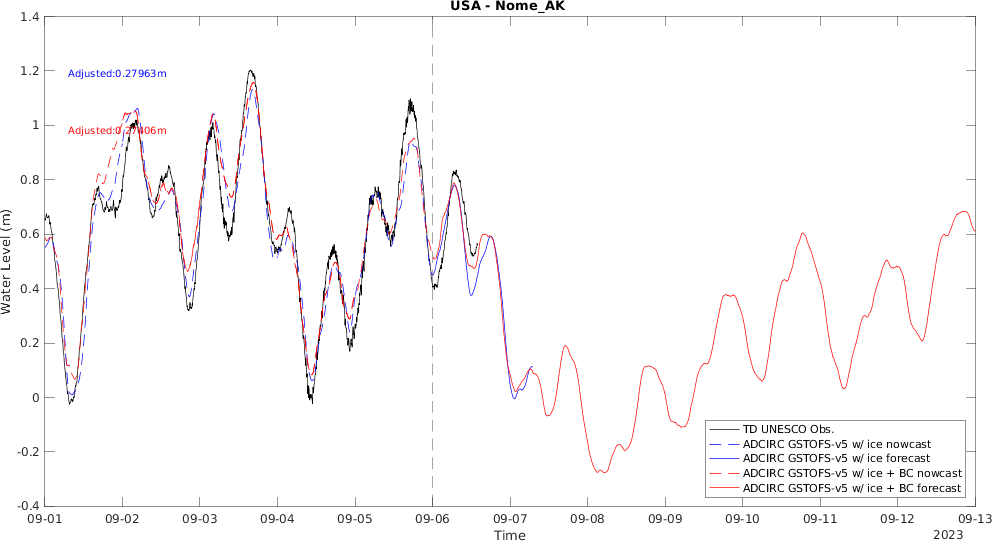 USA - Nome_AK
1.4
1.2
1
0.8
0.6
0.4
0.2
0
-0.2
-0.4
Water Level (m)
Adjusted:0.27963m
Adjusted:0.27406m
TD UNESCO Obs.
ADCIRC GSTOFS-v5 w/ ice nowcast
ADCIRC GSTOFS-v5 w/ ice forecast
ADCIRC GSTOFS-v5 w/ ice + BC nowcast
ADCIRC GSTOFS-v5 w/ ice + BC forecast
09-01 09-02 09-03 09-04 09-05 09-06 09-07 09-08 09-09 09-10 09-11 09-12 09-13
Time
2023